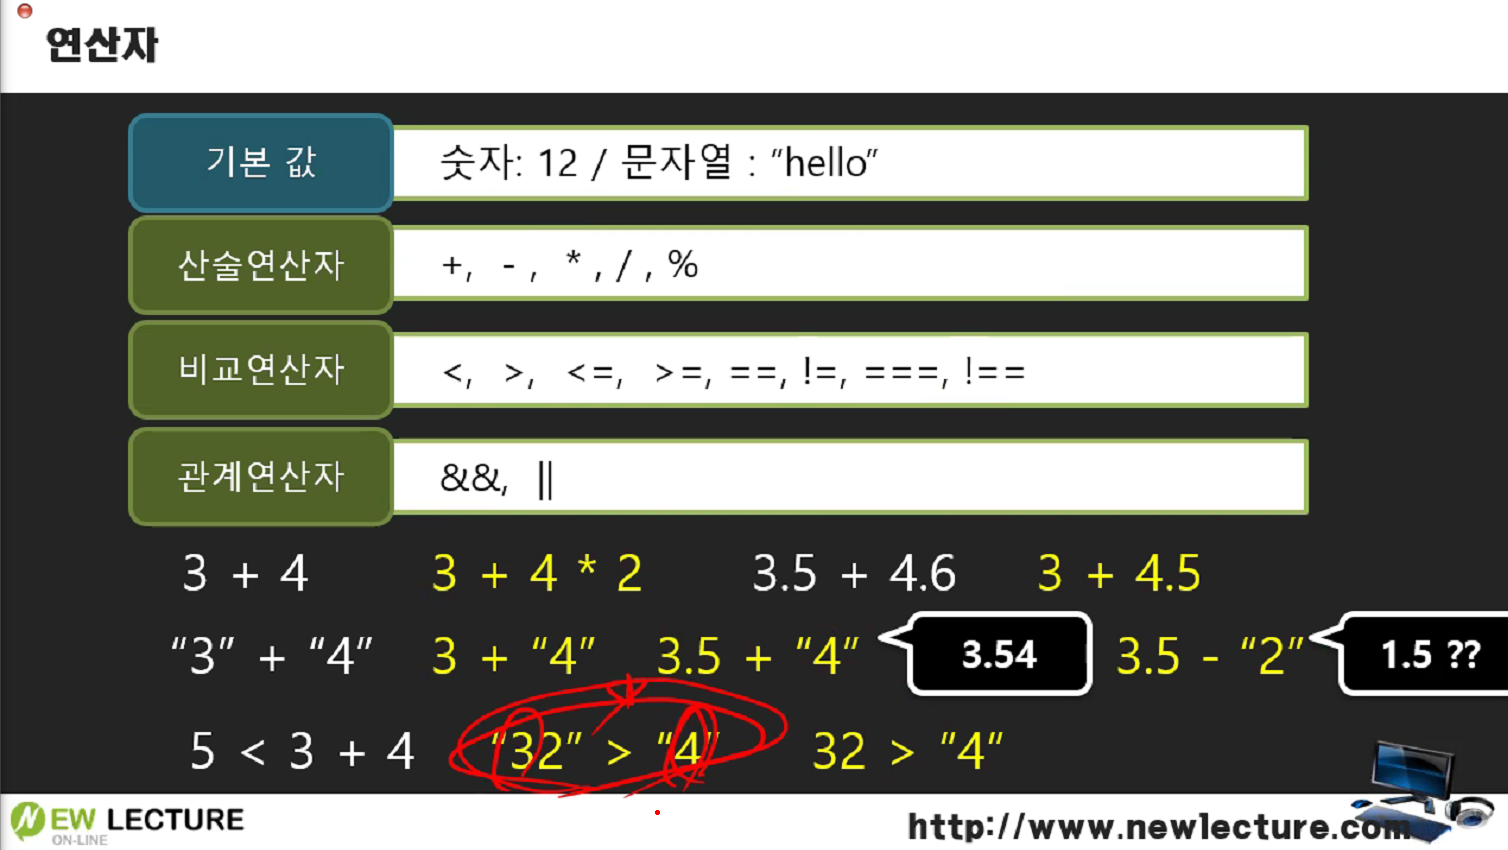 연산자
기본 값 숫자: 12 / 문자열 : "hello"
산술연산자 +, - , * , / , %
비교연산자 <, >, <=, >=, ==, !=, ===, !==
관계연산자 &&, ||
3 + 4 3 + 4 * 2 3.5 + 4.6 3 + 4.5
"3" + "4" 3 + "4" 3.5 + "4" 3.54 3.5 - "2" 1.5 ??
5 < 3 + 4 "32" > "4" 32 > "4"
NEW LECTURE
ON-LINE
http://www.newlecture.com